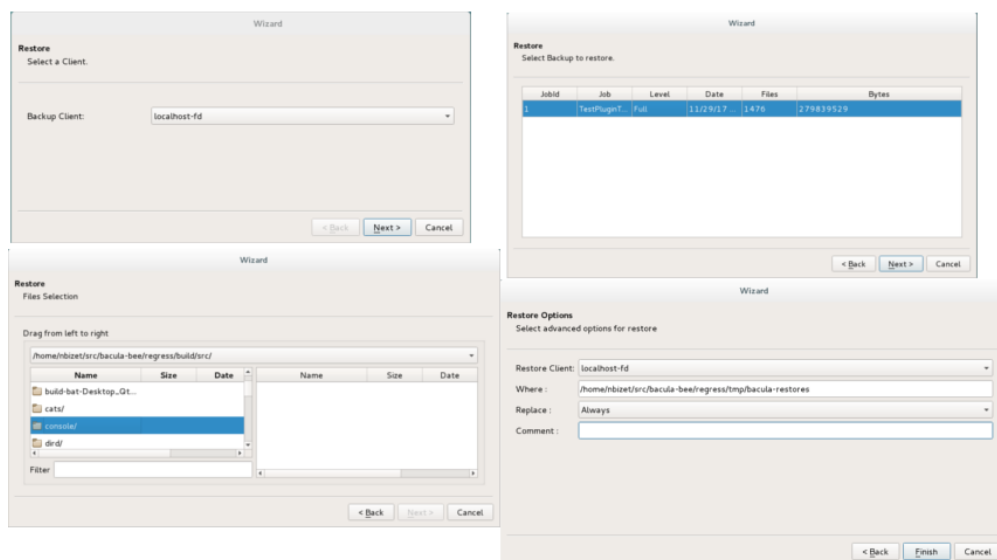 Wizard
Restore
Select a Client.
Backup Client: localhost-fd
< Back Next > Cancel
Wizard
Restore
Select Backup to restore.
JobId Job Level Date Files Bytes
1 TestPluginT... Full 11/29/17 ... 1476 279839529
< Back Next > Cancel
Wizard
Restore
Files Selection
Drag from left to right
/home/nbizet/src/bacula-bee/regress/build/src/
Name Size Date Name Size Date
build-bat-Desktop_Qt...
cats/
console/
dird/
Filter
< Back Next > Cancel
Wizard
Restore Options
Select advanced options for restore
Restore Client: localhost-fd
Where : /home/nbizet/src/bacula-bee/regress/tmp/bacula-restores
Replace : Always
Comment :
< Back Finish Cancel